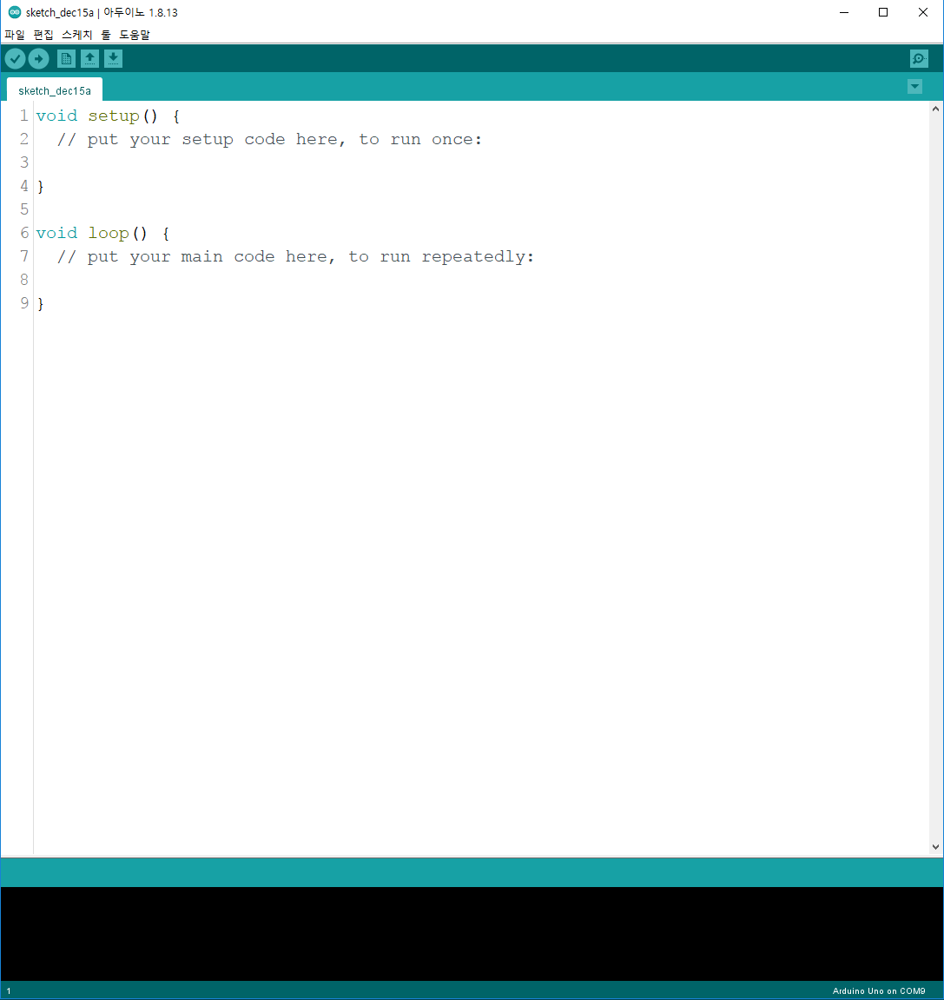 sketch_dec15a | 아두이노 1.8.13
파일 편집 스케치 툴 도움말
sketch_dec15a
1 void setup() {
2   // put your setup code here, to run once:
3
4 }
5
6 void loop() {
7   // put your main code here, to run repeatedly:
8
9 }
1 Arduino Uno on COM9